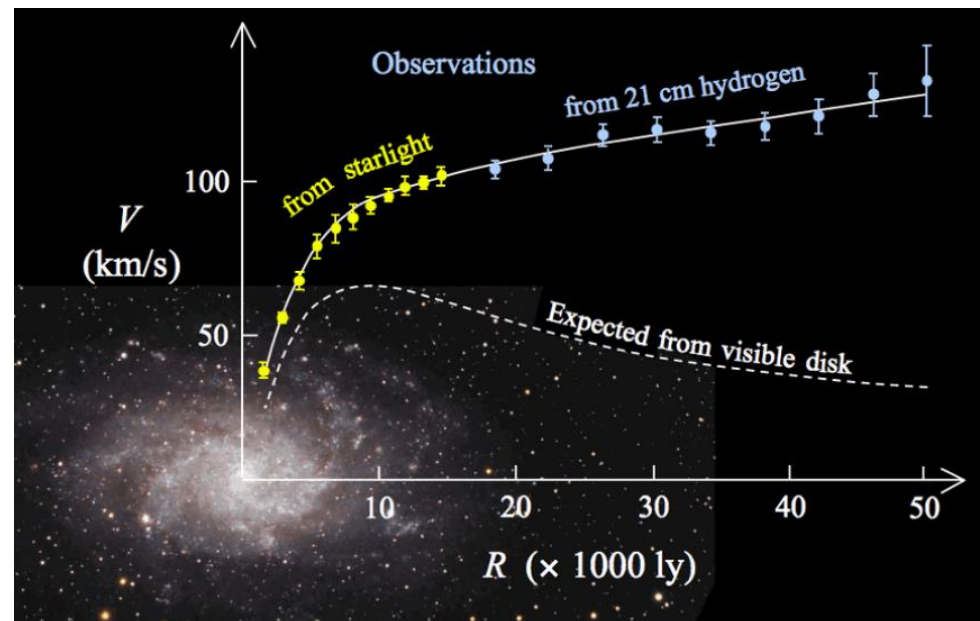 Observations
from 21 cm hydrogen
from starlight
100
V
(km/s)
50
Expected from visible disk
10
20
30
40
50
R (× 1000 ly)